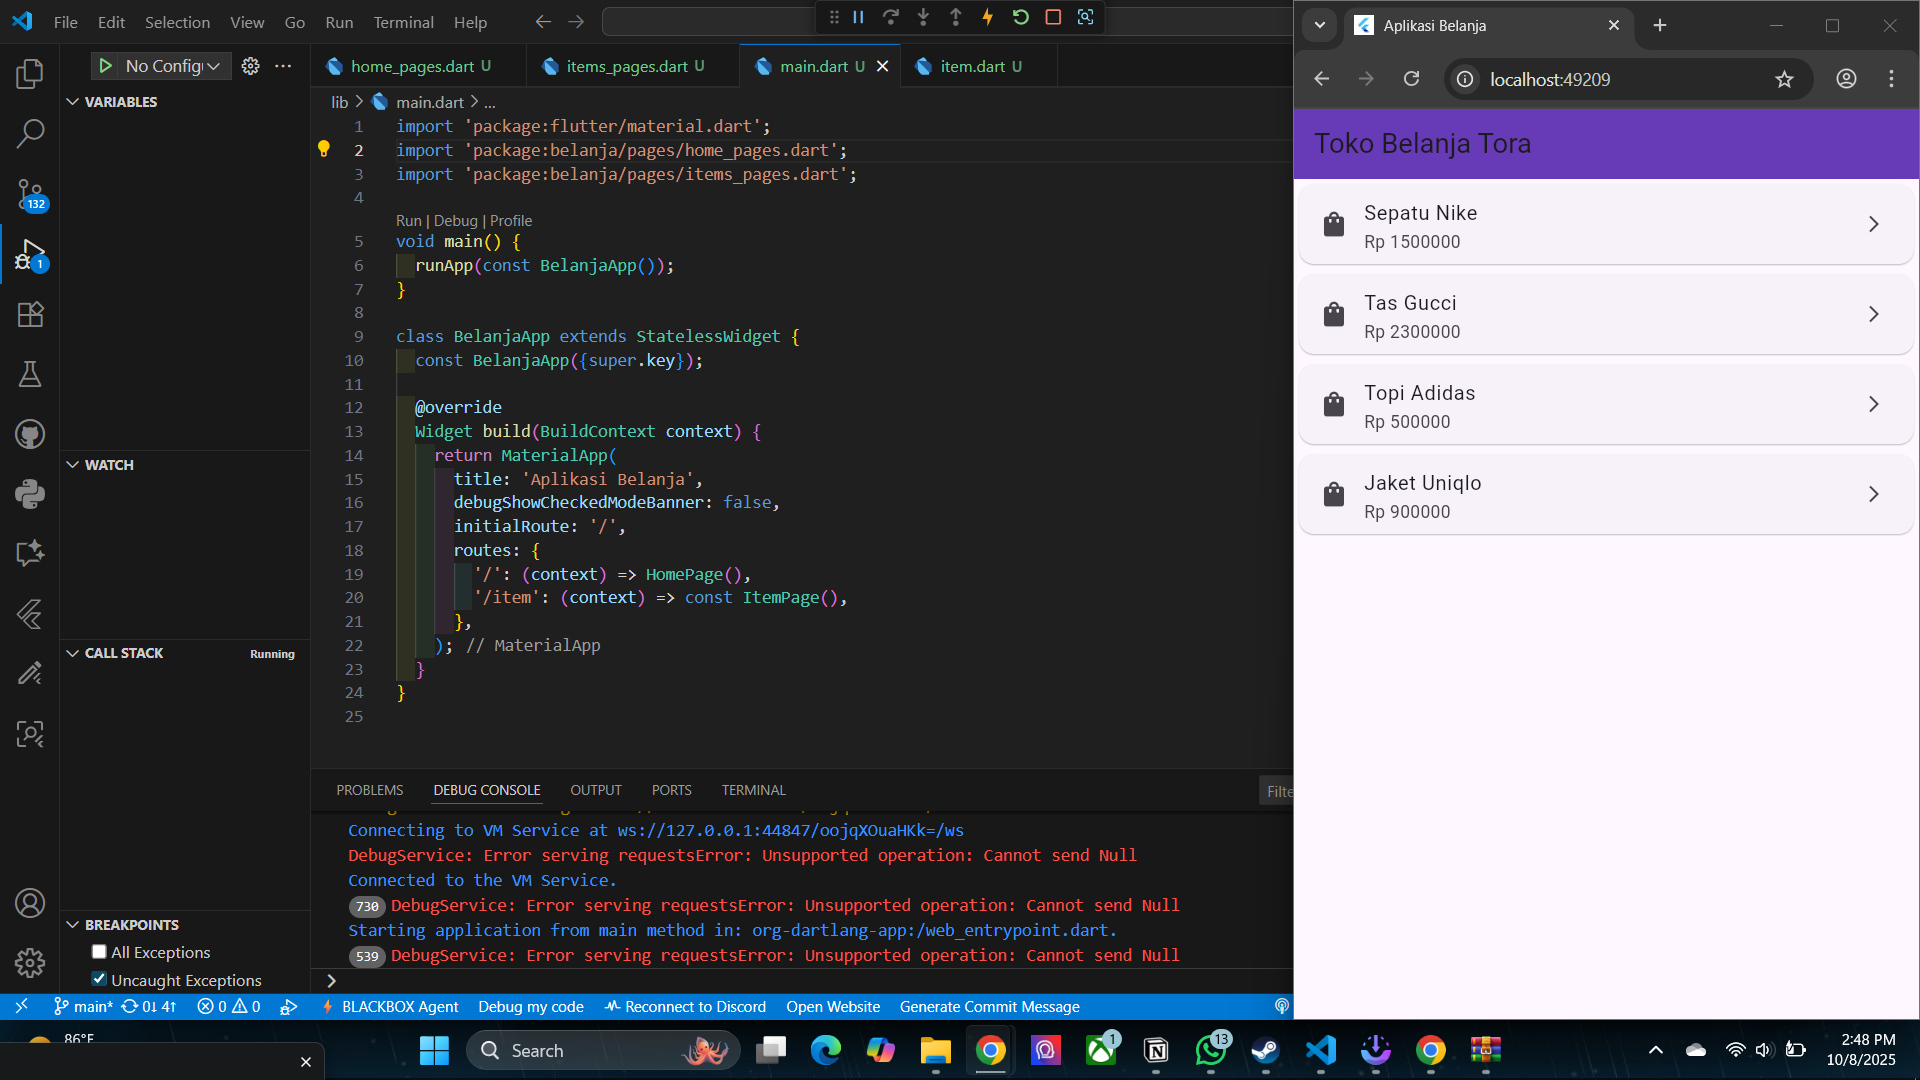 File Edit Selection View Go Run Terminal Help
No Config
VARIABLES
WATCH
CALL STACK
Running
BREAKPOINTS
All Exceptions
Uncaught Exceptions
132
1
home_pages.dart U
items_pages.dart U
main.dart U
item.dart U
lib > main.dart > ...
1 import 'package:flutter/material.dart';
2 import 'package:belanja/pages/home_pages.dart';
3 import 'package:belanja/pages/items_pages.dart';
4
Run | Debug | Profile
5 void main() {
6 runApp(const BelanjaApp());
7 }
8
9 class BelanjaApp extends StatelessWidget {
10 const BelanjaApp({super.key});
11
12 @override
13 Widget build(BuildContext context) {
14 return MaterialApp(
15 title: 'Aplikasi Belanja',
16 debugShowCheckedModeBanner: false,
17 initialRoute: '/',
18 routes: {
19 '/': (context) => HomePage(),
20 '/item': (context) => const ItemPage(),
21 },
22 ); // MaterialApp
23 }
24 }
25
PROBLEMS DEBUG CONSOLE OUTPUT PORTS TERMINAL
Filte
Connecting to VM Service at ws://127.0.0.1:44847/oojqXOuaHKk=/ws
DebugService: Error serving requestsError: Unsupported operation: Cannot send Null
Connected to the VM Service.
730 DebugService: Error serving requestsError: Unsupported operation: Cannot send Null
Starting application from main method in: org-dartlang-app:/web_entrypoint.dart.
539 DebugService: Error serving requestsError: Unsupported operation: Cannot send Null
main* 0↓ 4↑ 0 0 BLACKBOX Agent Debug my code Reconnect to Discord Open Website Generate Commit Message
Aplikasi Belanja
localhost:49209
Toko Belanja Tora
Sepatu Nike
Rp 1500000
Tas Gucci
Rp 2300000
Topi Adidas
Rp 500000
Jaket Uniqlo
Rp 900000
86°F
Search
1
13
2:48 PM
10/8/2025